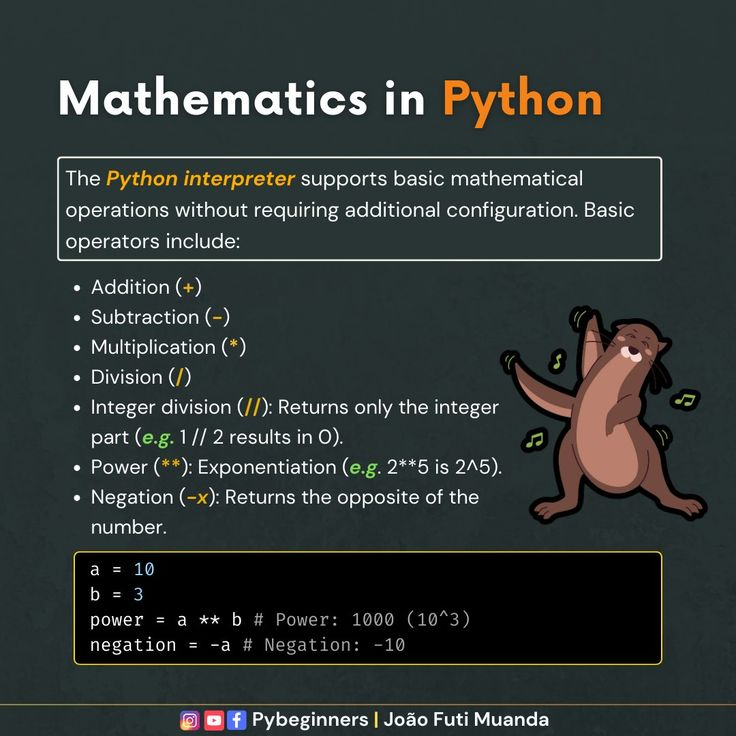 Mathematics in Python
The Python interpreter supports basic mathematical
operations without requiring additional configuration. Basic
operators include:
• Addition (+)
• Subtraction (-)
• Multiplication (*)
• Division (/)
• Integer division (//): Returns only the integer
part (e.g. 1 // 2 results in 0).
• Power (**): Exponentiation (e.g. 2**5 is 2^5).
• Negation (-x): Returns the opposite of the
number.
a = 10
b = 3
power = a ** b # Power: 1000 (10^3)
negation = -a # Negation: -10
Pybeginners | João Futi Muanda